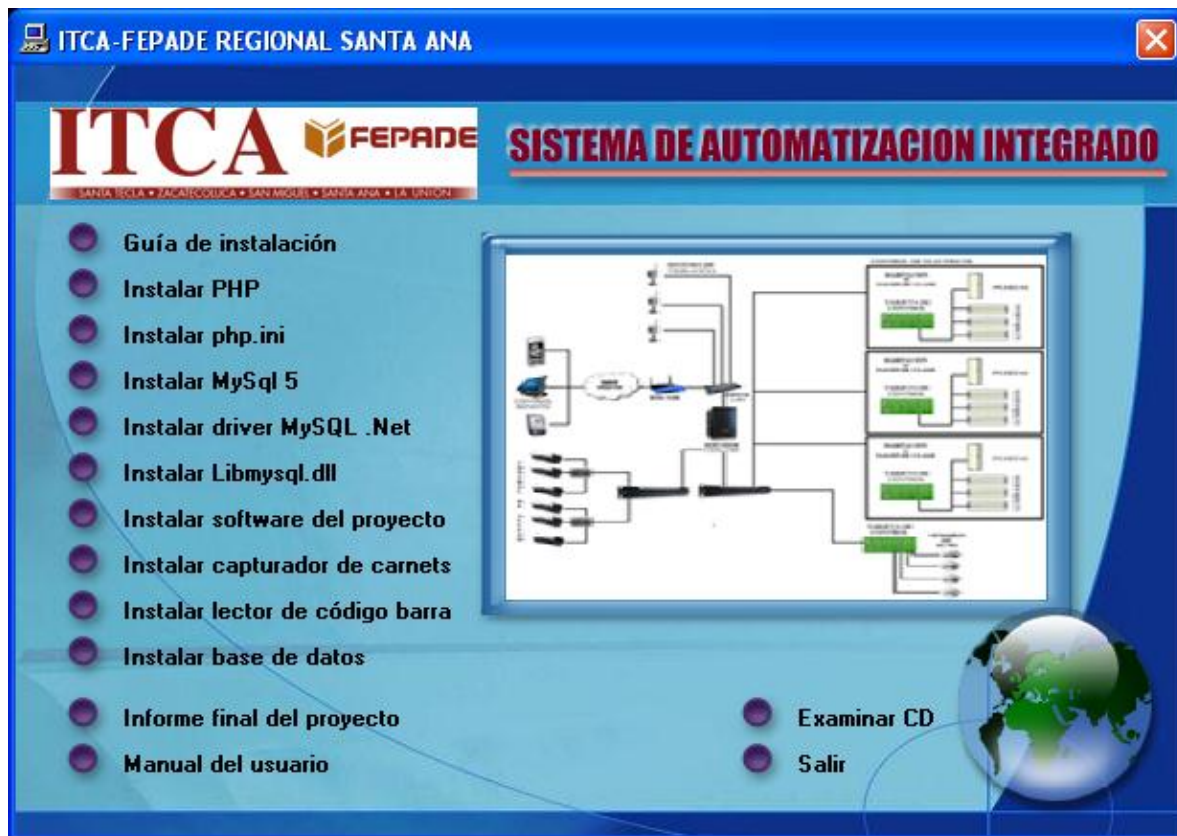 ITCA-FEPADE REGIONAL SANTA ANA
ITCA FEPADE
SANTA TECLA • ZACATECOLUCA • SAN MIGUEL • SANTA ANA • LA UNION
SISTEMA DE AUTOMATIZACION INTEGRADO
Guía de instalación
Instalar PHP
Instalar php.ini
Instalar MySql 5
Instalar driver MySQL .Net
Instalar Libmysql.dll
Instalar software del proyecto
Instalar capturador de carnets
Instalar lector de código barra
Instalar base de datos
Informe final del proyecto
Manual del usuario
Examinar CD
Salir